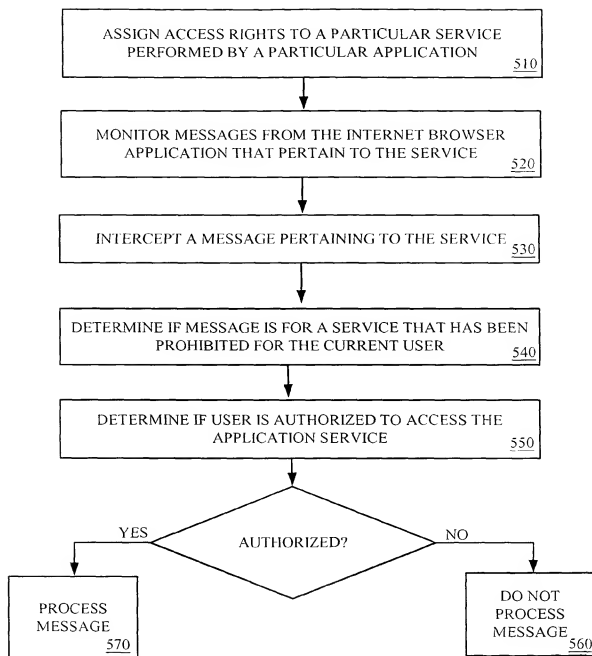 ASSIGN ACCESS RIGHTS TO A PARTICULAR SERVICE
PERFORMED BY A PARTICULAR APPLICATION
510
MONITOR MESSAGES FROM THE INTERNET BROWSER
APPLICATION THAT PERTAIN TO THE SERVICE
520
INTERCEPT A MESSAGE PERTAINING TO THE SERVICE
530
DETERMINE IF MESSAGE IS FOR A SERVICE THAT HAS BEEN
PROHIBITED FOR THE CURRENT USER
540
DETERMINE IF USER IS AUTHORIZED TO ACCESS THE
APPLICATION SERVICE
550
AUTHORIZED?
YES
NO
PROCESS
MESSAGE
570
DO NOT
PROCESS
MESSAGE
560